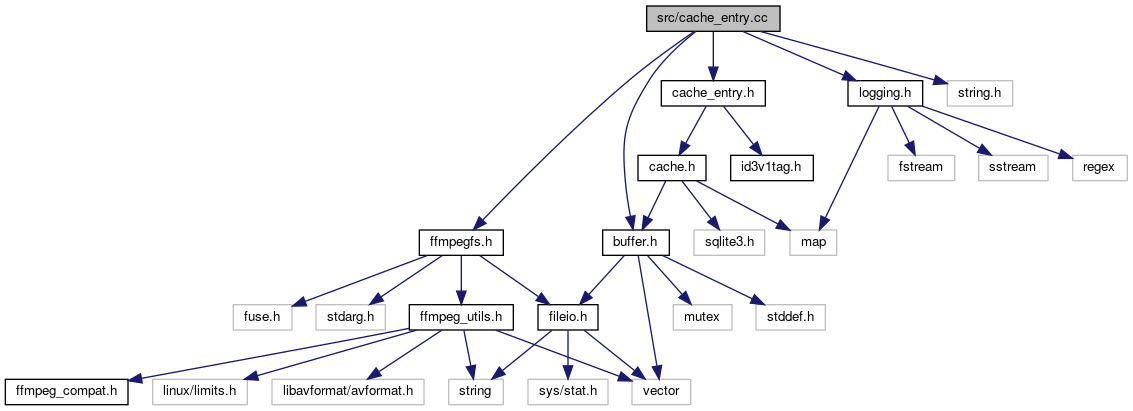 src/cache_entry.cc
cache_entry.h
logging.h
string.h
cache.h
id3v1tag.h
fstream
sstream
regex
ffmpegfs.h
buffer.h
sqlite3.h
map
fuse.h
stdarg.h
ffmpeg_utils.h
fileio.h
mutex
stddef.h
ffmpeg_compat.h
linux/limits.h
libavformat/avformat.h
string
sys/stat.h
vector